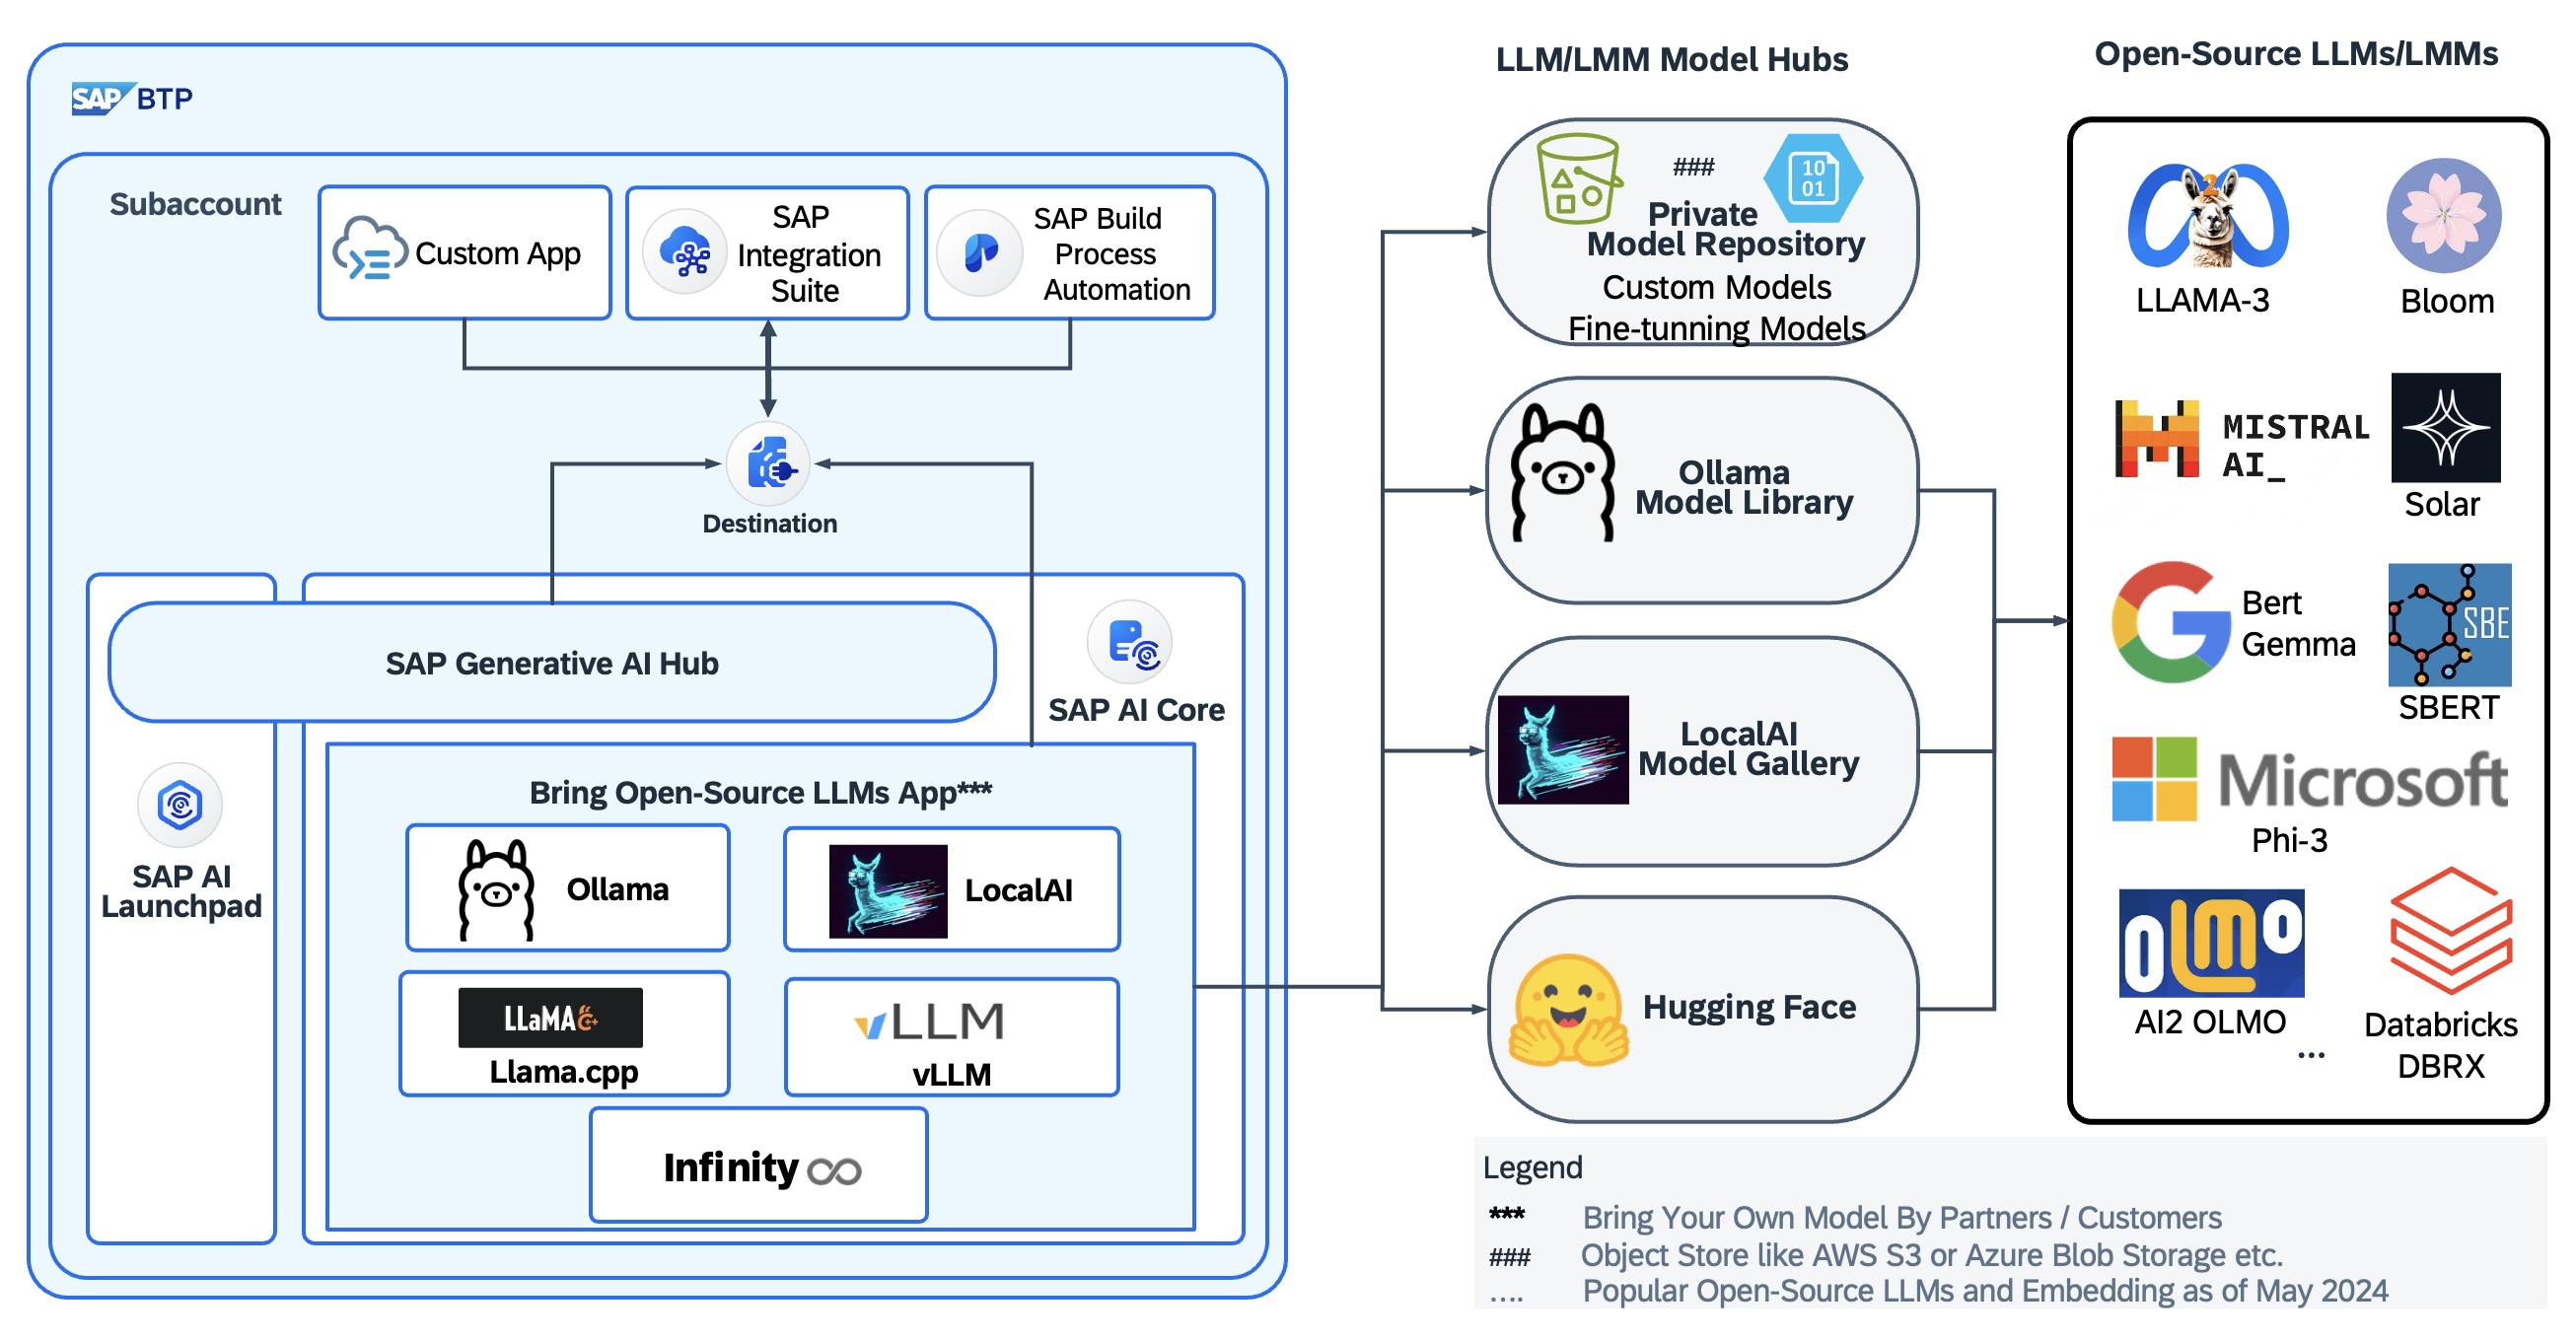 SAP BTP
Subaccount
Custom App
SAP
Integration
Suite
SAP Build
Process
Automation
Destination
SAP Generative AI Hub
SAP AI Core
SAP AI
Launchpad
Bring Open-Source LLMs App***
Ollama
LocalAI
LLaMA C++
Llama.cpp
vLLM
vLLM
Infinity
LLM/LMM Model Hubs
###
10
01
Private
Model Repository
Custom Models
Fine-tunning Models
Ollama
Model Library
LocalAI
Model Gallery
Hugging Face
Open-Source LLMs/LMMs
2
LLAMA-3
Bloom
MISTRAL
AI_
Solar
Bert
Gemma
SBE
SBERT
Microsoft
Phi-3
OLMO
AI2 OLMO
Databricks
DBRX
...
Legend
*** Bring Your Own Model By Partners / Customers
### Object Store like AWS S3 or Azure Blob Storage etc.
.... Popular Open-Source LLMs and Embedding as of May 2024